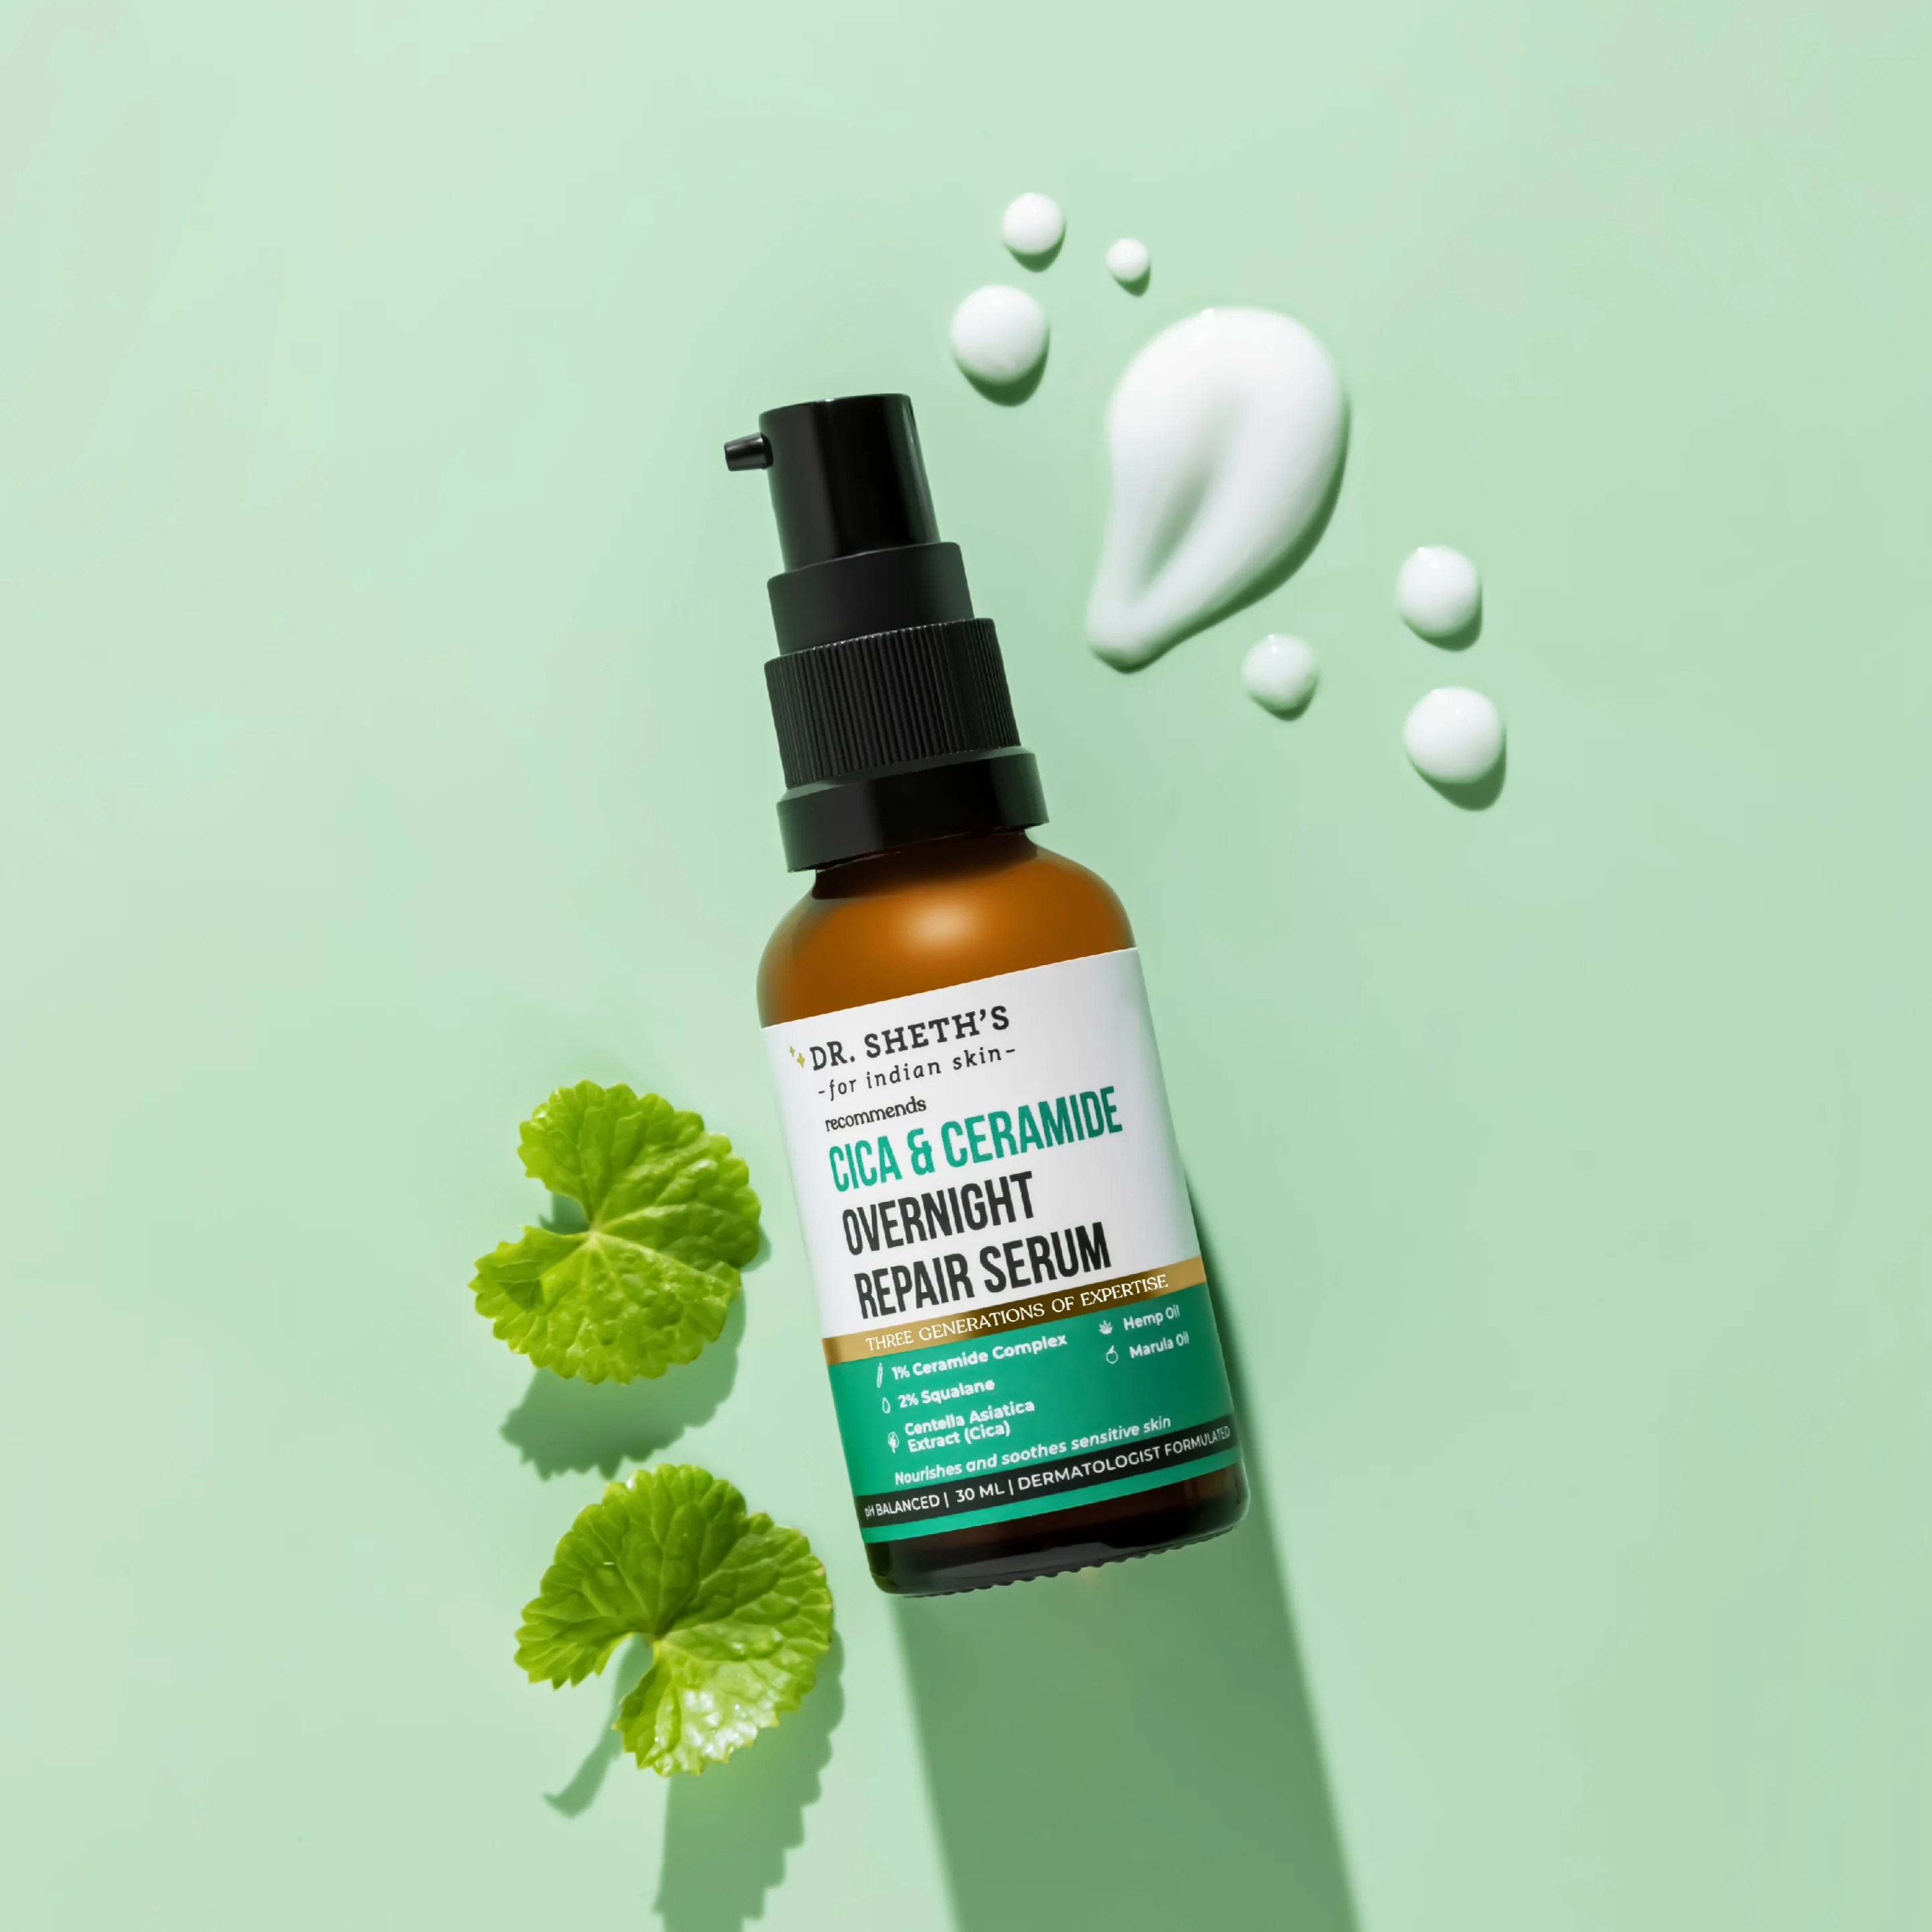 DR. SHETH'S
-for indian skin-
recommends
CICA & CERAMIDE
OVERNIGHT
REPAIR SERUM
THREE GENERATIONS OF EXPERTISE
1% Ceramide Complex
2% Squalane
Centella Asiatica
Extract (Cica)
Hemp Oil
Marula Oil
Nourishes and soothes sensitive skin
pH BALANCED | 30 ML | DERMATOLOGIST FORMULATED